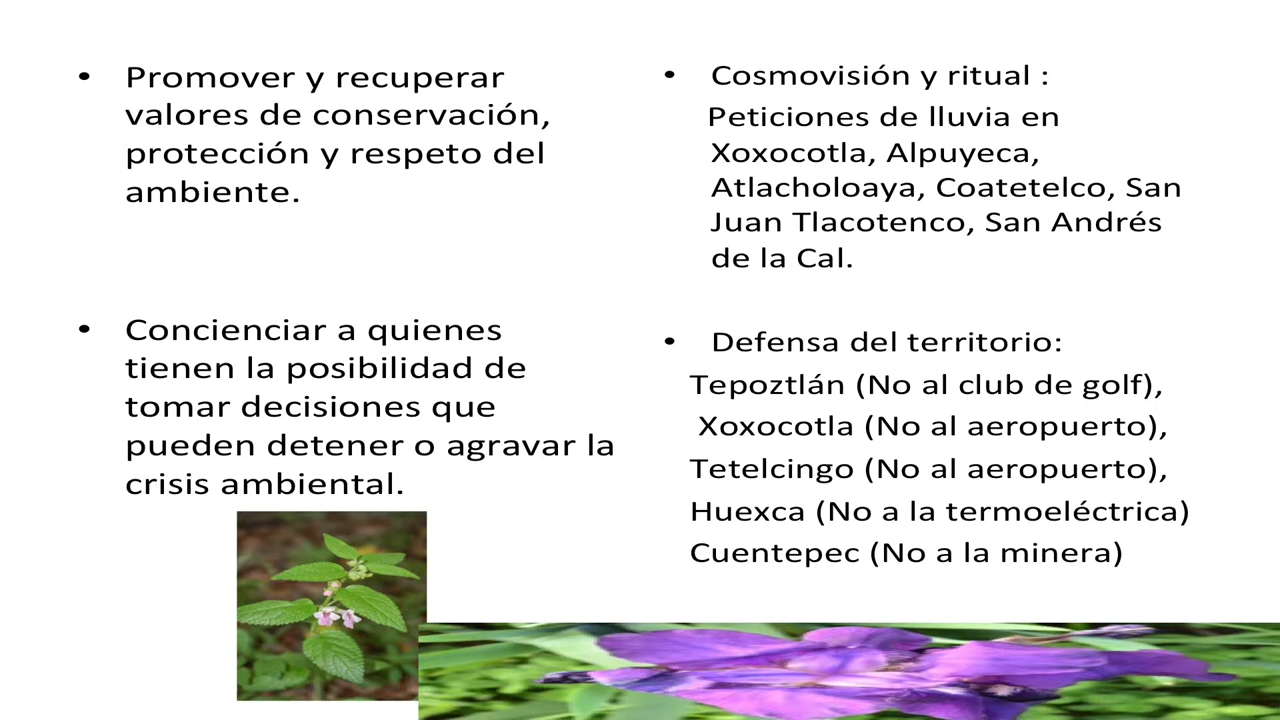 • Promover y recuperar
valores de conservación,
protección y respeto del
ambiente.
• Concienciar a quienes
tienen la posibilidad de
tomar decisiones que
pueden detener o agravar la
crisis ambiental.
• Cosmovisión y ritual :
Peticiones de lluvia en
Xoxocotla, Alpuyeca,
Atlacholoaya, Coatetelco, San
Juan Tlacotenco, San Andrés
de la Cal.
• Defensa del territorio:
Tepoztlán (No al club de golf),
Xoxocotla (No al aeropuerto),
Tetelcingo (No al aeropuerto),
Huexca (No a la termoeléctrica)
Cuentepec (No a la minera)